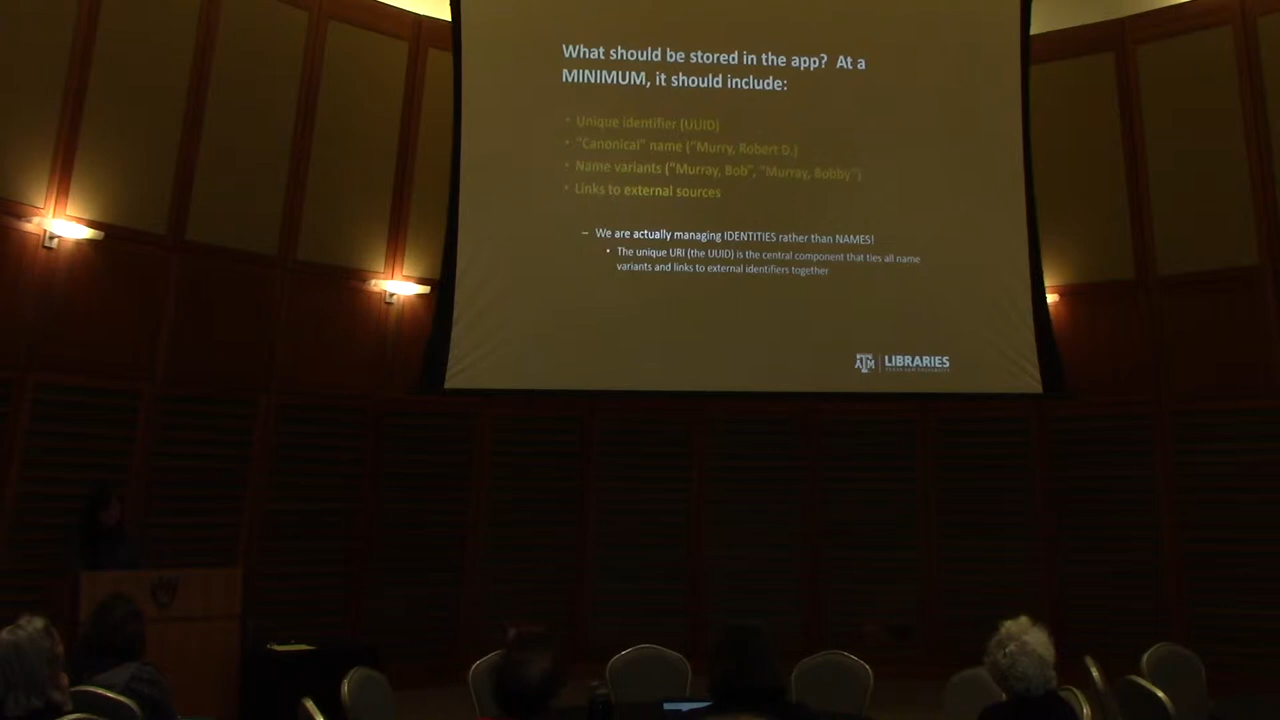 What should be stored in the app? At a
MINIMUM, it should include:
• Unique identifier (UUID)
• "Canonical" name ("Murry, Robert D.)
• Name variants ("Murray, Bob", "Murray, Bobby")
• Links to external sources
– We are actually managing IDENTITIES rather than NAMES!
• The unique URI (the UUID) is the central component that ties all name
variants and links to external identifiers together
ATM LIBRARIES
TEXAS A&M UNIVERSITY